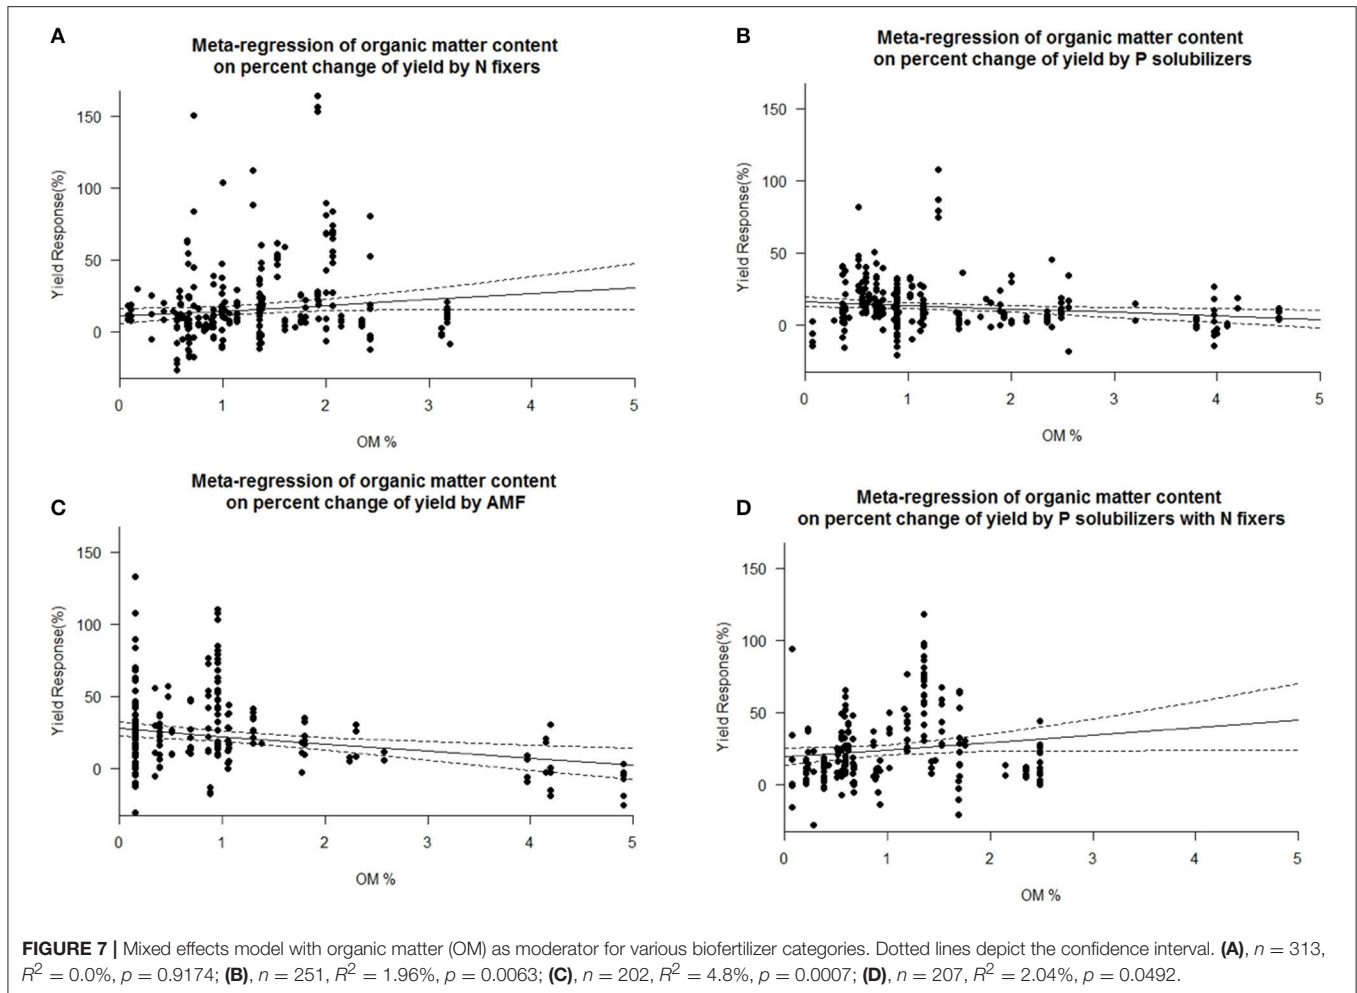 A
Meta-regression of organic matter content
on percent change of yield by N fixers
Yield Response(%)
150
100
50
0
0 1 2 3 4 5
OM %
B
Meta-regression of organic matter content
on percent change of yield by P solubilizers
Yield Response(%)
150
100
50
0
0 1 2 3 4 5
OM %
C
Meta-regression of organic matter content
on percent change of yield by AMF
Yield Response(%)
150
100
50
0
0 1 2 3 4 5
OM %
D
Meta-regression of organic matter content
on percent change of yield by P solubilizers with N fixers
Yield Response(%)
150
100
50
0
0 1 2 3 4 5
OM %
FIGURE 7 | Mixed effects model with organic matter (OM) as moderator for various biofertilizer categories. Dotted lines depict the confidence interval. (A), n = 313,
R² = 0.0%, p = 0.9174; (B), n = 251, R² = 1.96%, p = 0.0063; (C), n = 202, R² = 4.8%, p = 0.0007; (D), n = 207, R² = 2.04%, p = 0.0492.